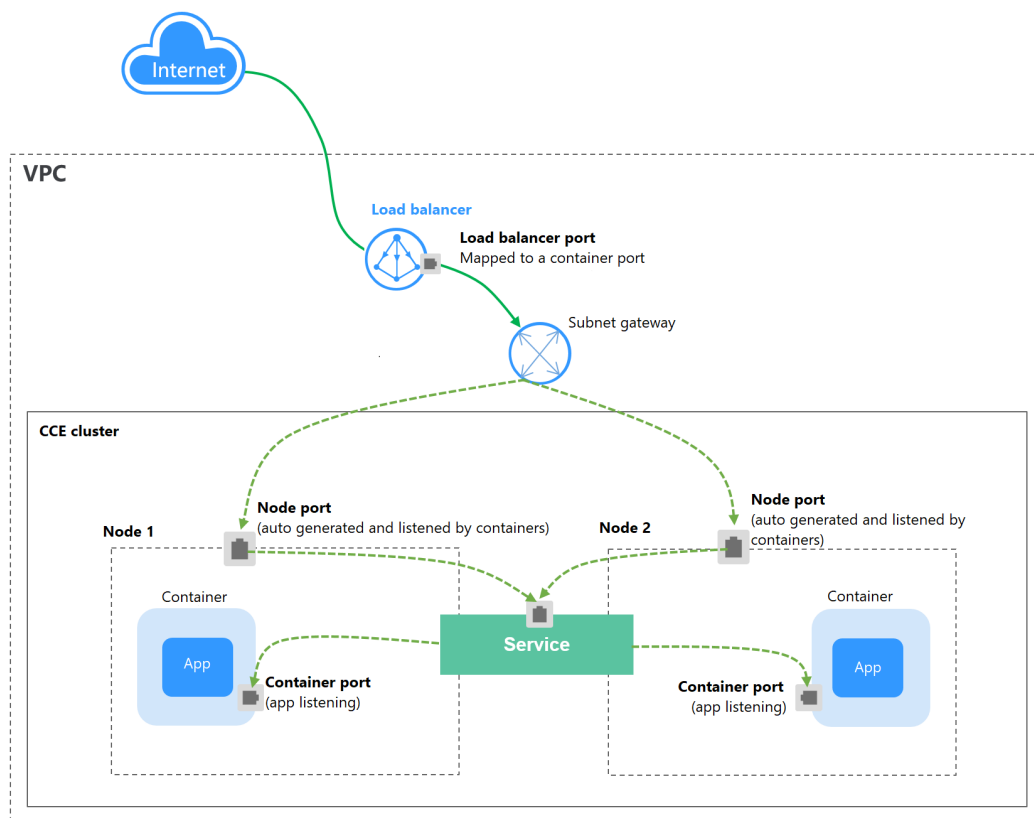 Internet
VPC
Load balancer
Load balancer port
Mapped to a container port
Subnet gateway
CCE cluster
Node port
(auto generated and listened by containers)
Node 1
Node port
(auto generated and listened by
containers)
Node 2
Container
App
Container port
(app listening)
Service
Container
App
Container port
(app listening)